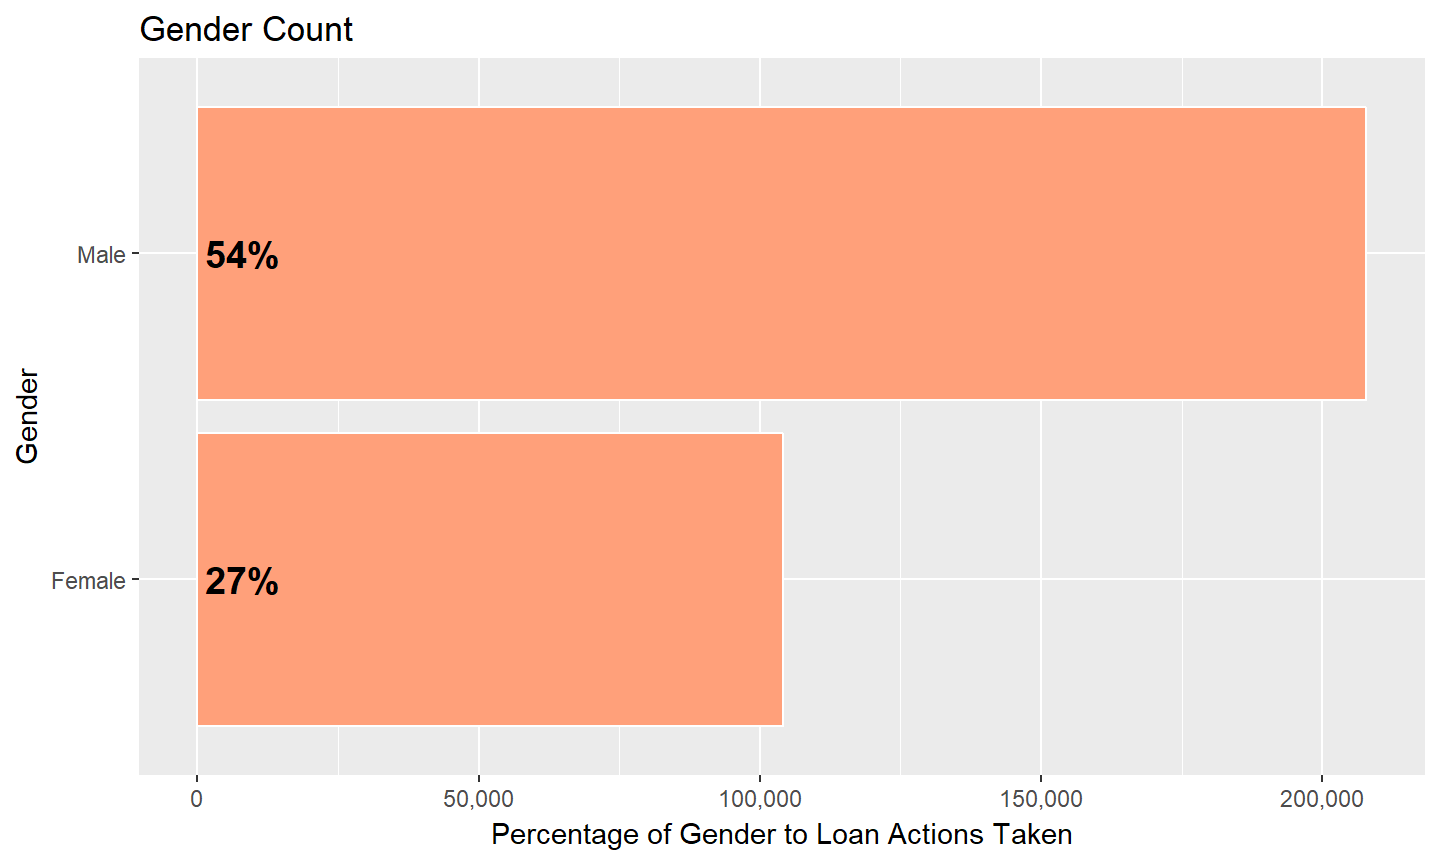 Gender Count
Gender
Male
54%
Female
27%
0 50,000 100,000 150,000 200,000
Percentage of Gender to Loan Actions Taken